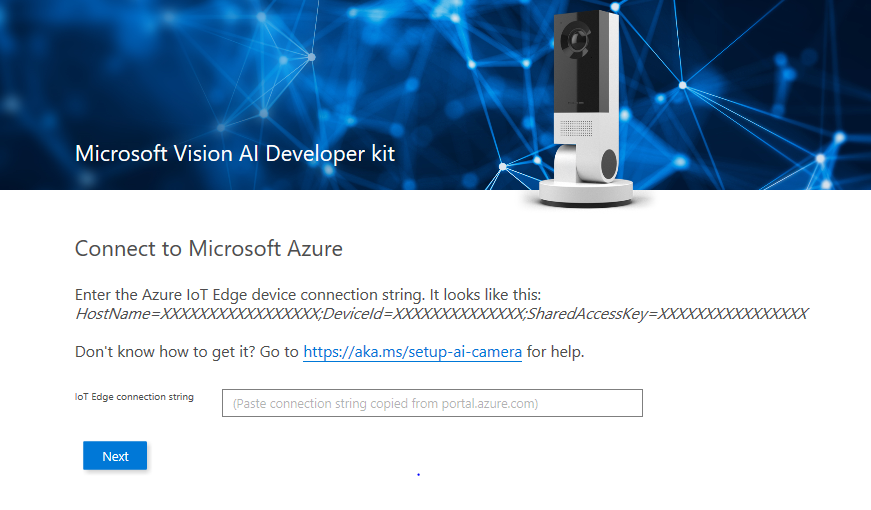 Microsoft Vision AI Developer kit
Connect to Microsoft Azure
Enter the Azure IoT Edge device connection string. It looks like this:
HostName=XXXXXXXXXXXXXXXXX;DeviceId=XXXXXXXXXXXXXX;SharedAccessKey=XXXXXXXXXXXXXXXX
Don't know how to get it? Go to https://aka.ms/setup-ai-camera for help.
IoT Edge connection string
(Paste connection string copied from portal.azure.com)
Next